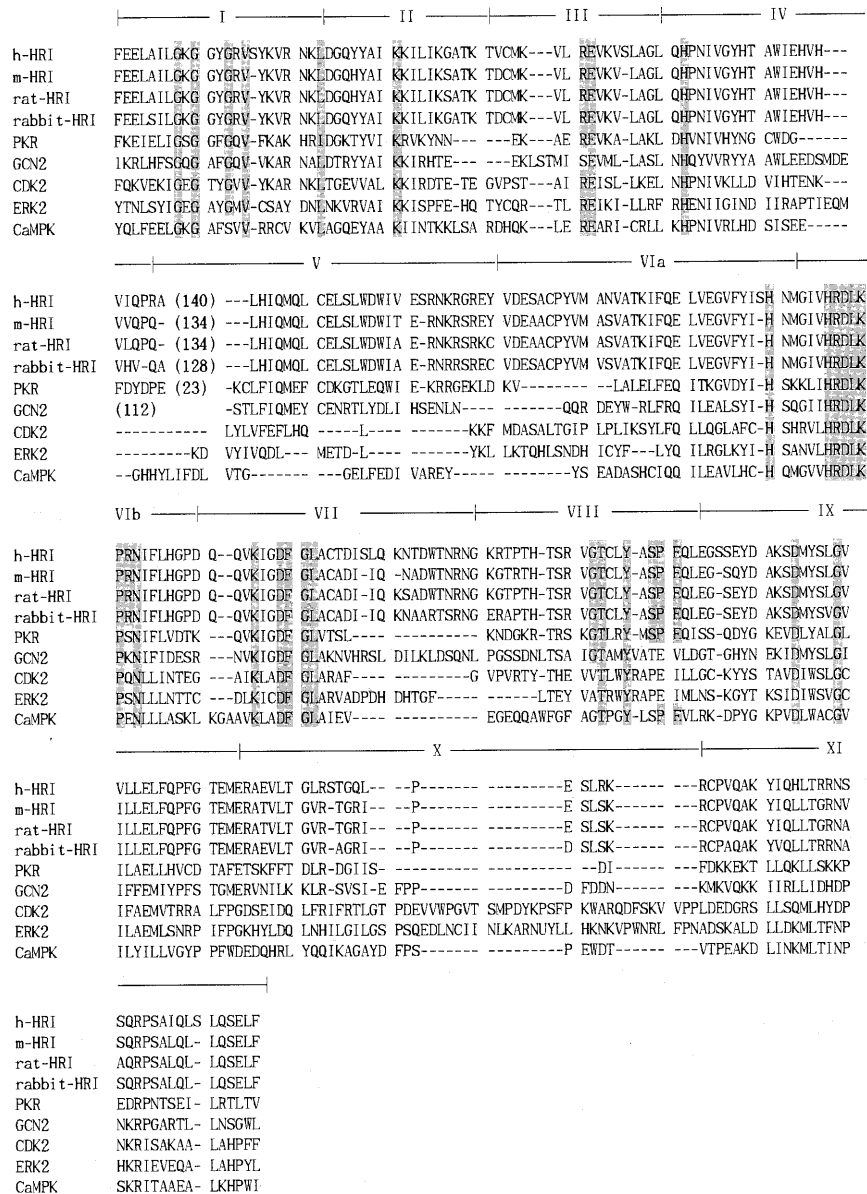 I II III IV
h-HRI FEELAILGKG GYGRVSYKVR NKLDGQYYAI KKILIKGATK TVCMK---VL REVKVSLAGL QHPNIVGYHT AWIEHVH---
m-HRI FEELAILGKG GYGRV-YKVR NKLDGQHYAI KKILIKSATK TDCMK---VL REVKV-LAGL QHPNIVGYHT AWIEHVH---
rat-HRI FEELAILGKG GYGRV-YKVR NKLDGQHYAI KKILIKSATK TDCMK---VL REVKV-LAGL QHPNIVGYHT AWIEHVH---
rabbit-HRI FEELSILGKG GYGRV-YKVR NKLDGQYYAI KKILIKGATK TDCMK---VL REVKV-LAGL QHPNIVGYHT AWIEHVH---
PKR FKEIELIGSG GFGQV-FKAK HRIDGKTYVI KRVKYNN--- ----EK--AE REVKA-LAKL DHVNIVHYNG CWDG------
GCN2 1KRLHFSGQG AFGQV-VKAR NALDTRYYAI KKIRHTE--- ---EKLSTMI SEVML-LASL NHQYVVRYYA AWLEEDSMDE
CDK2 FQKVEKIGEG TYGVV-YKAR NKLTGEVVAL KKIRDTE-TE GVPST---AI REISL-LKEL NHPNIVKLLD VIHTENK---
ERK2 YTNLSYIGEG AYGMV-CSAY DNLNKVRVAI KKISPFE-HQ TYCQR---TL REIKI-LLRF RHENIIGIND IIRAPTIEQM
CaMPK YQLFEELGKG AFSVV-RRCV KVLAGQEYAA KIINTKKLSA RDHQK---LE REARI-CRLL KHPNIVRLHD SISEE-----
V VIa
h-HRI VIQPRA (140) ---LHIQMQL CELSLWDWIV ESRNKRGREY VDESACPYVM ANVATKIFQE LVEGVFYISH NMGIVHRDLK
m-HRI VVQPQ- (134) ---LHIQMQL CELSLWDWIT E-RNKRSREY VDEAACPYVM ASVATKIFQE LVEGVFYI-H NMGIVHRDLK
rat-HRI VLQPQ- (134) ---LHIQMQL CELSLWDWIA E-RNKRSRKC VDEAACPYVM ASVATKIFQE LVEGVFYI-H NMGIVHRDLK
rabbit-HRI VHV-QA (128) ---LHIQMQL CELSLWDWIA E-RNRRSREC VDESACPYVM VSVATKIFQE LVEGVFYI-H NMGIVHRDLK
PKR FDYDPE (23) -KCLFIQMEF CDKGTLEQWI E-KRRGEKLD KV-------- -LALELFEQ ITKGVDYI-H SKKLIHRDLK
GCN2 (112) -STLFIQMEY CENRTLYDLI HSENLN---- ------QQR DEYW-RLFRQ ILEALSYI-H SQGIIHRDLK
CDK2 ---------- LYLVFEFLHQ ----L----- -------KKF MDASALTGIP LPLIKSYLFQ LLQGLAFC-H SHRVLHRDLK
ERK2 --------KD VYIVQDL--- METD-L---- -------YKL LKTQHLSNDH ICYF---LYQ ILRGLKYI-H SANVLHRDLK
CaMPK --GHHYLIFDL VTG------- GELFEDI VAREY----- -------YS EADASHCIQQ ILEAVLHC-H QMGVVHRDLK
VIb VII VIII IX
h-HRI PRNIFLHGPD Q--QVKIGDF GLACTDISLQ KNTDWTNRNG KRTPTH-TSR VGTCLY-ASP EQLEGSSEYD AKSDMYSLGV
m-HRI PRNIFLHGPD Q--QVKIGDF GLACADI-IQ -NADWTNRNG KGTRTH-TSR VGTCLY-ASP EQLEG-SQYD AKSDMYSLGV
rat-HRI PRNIFLHGPD Q--QVKIGDF GLACADI-IQ KSADWTNRNG KGTPTH-TSR VGTCLY-ASP EQLEG-SEYD AKSDMYSLGV
rabbit-HRI PRNIFLHGPD Q--QVKIGDF GLACADI-IQ KNAARTSRNG ERAPTH-TSR VGTCLY-ASP EQLEG-SEYD AKSDMYSVGV
PKR PSNIFLVDTK ---QVKIGDF GLVTSL---- ---------- KNDGKR-TRS KGTLRY-MSP EQISS-QDYG KEVDLYALGL
GCN2 PKNIFIDESR --NVKIGDF GLAKNVHRSL DILKLDSQNL PGSSDNLTSA IGTAMYVATE VLDGT-GHYN EKIDMYSLGI
CDK2 PQNLLINTEG ---AIKLADF GLARAF---- ---------G VPVRTY-THE VVTLWYRAPE ILLGC-KYYS TAVDIWSLGC
ERK2 PSNLLLNTTC --DLKICDF GLARVADPDH DHTGF----- ----LTEYV ATRWYRAPE IMLNS-KGYT KSIDIWSVGC
CaMPK PENLLLASKL KGAAVKLADF GLAIEV---- ---------- EGEQQAWFGF AGTPGY-LSP EVLRK-DPYG KPVDLWACGV
X XI
h-HRI VLLELFQPFG TEMERAEVLT GLRSTGQL-- --P------- ---------- ---------E SLRK------ ---RCPVQAK YIQHLTRRNS
m-HRI ILLELFQPFG TEMERATVLT GVR-TGRI-- --P------- ---------- ---------E SLSK------ ---RCPVQAK YIQLLTGRNV
rat-HRI ILLELFQPFG TEMERATVLT GVR-TGRI-- --P------- ---------- ---------E SLSK------ ---RCPVQAK YIQLLTGRNA
rabbit-HRI ILLELFQPFG TEMERAEVLT GVR-AGRI-- --P------- ---------- ---------D SLSK------ ---RCPAQAK YVQLLTRRNA
PKR ILAELLHVCD TAFETSKFFT DLR-DGIIS- ---------- ---------- ----------DI-------- --FDKKEKT LLQKLLSKKP
GCN2 IFFEMIYPFS TGMERVNILK KLR-SVSI-E FPP------- ---------D FDDN------ ---KMKVQKK IIRLLIDHDP
CDK2 IFAEMVTRRA LFPGDSEIDQ LFRIFRTLGT PDEVVWPGVT SMPDYKPSFP KWARQDFSKV VPPLDEDGRS LLSQMLHYDP
ERK2 ILAEMLSNRP IFPGKHYLDQ LNHILGILGS PSQEDLNCII NLKARNUYLL HKNKVPWNRL FPNADSKALD LLDKMLTFNP
CaMPK ILYILLVGYP PFWDEDQHRL YQQIKAGAYD FPS------- ---------P EWDT------ ---VTPEAKD LINKMLTINP
h-HRI SQRPSAIQLS LQSELF
m-HRI SQRPSALQL- LQSELF
rat-HRI AQRPSALQL- LQSELF
rabbit-HRI SQRPSALQL- LQSELF
PKR EDRPNTSEI- LRTLTV
GCN2 NKRPGARTL- LNSGWL
CDK2 NKRISAKAA- LAHPFF
ERK2 HKRIEVEQA- LAHPYL
CaMPK SKRITAAEA- LKHPWI